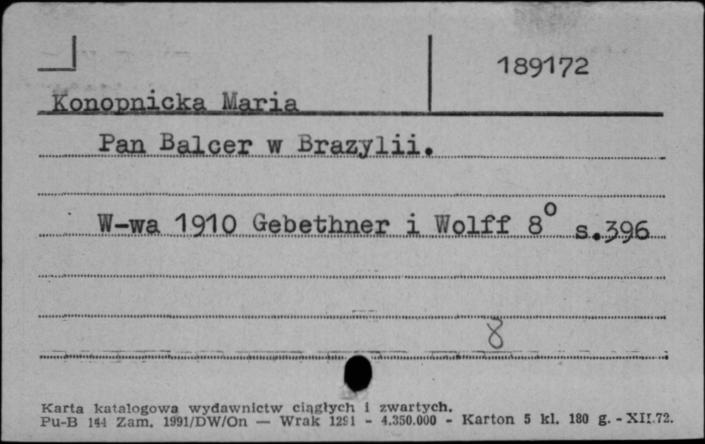 189172
Konopnicka Maria
Pan Balcer w Brazylii.
W-wa 1910 Gebethner i Wolff 8° s.396
8
Karta katalogowa wydawnictw ciągłych i zwartych.
Pu-B 144 Zam. 1991/DW/On — Wrak 1291 - 4.350.000 - Karton 5 kl. 180 g. - XII.72.